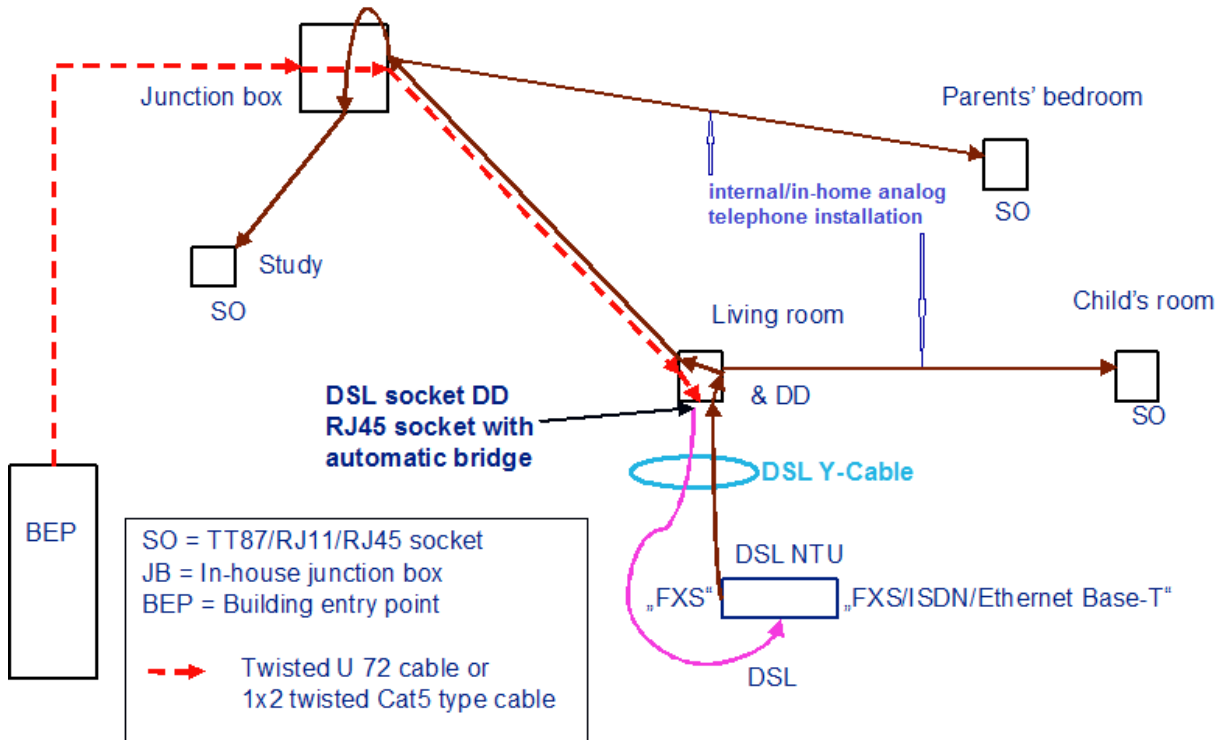 Junction box
Parents' bedroom
internal/in-home analog
telephone installation
SO
Study
SO
Living room
Child's room
DSL socket DD
RJ45 socket with
automatic bridge
& DD
SO
DSL Y-Cable
BEP
SO = TT87/RJ11/RJ45 socket
JB = In-house junction box
BEP = Building entry point
Twisted U 72 cable or
1x2 twisted Cat5 type cable
DSL NTU
„FXS“
„FXS/ISDN/Ethernet Base-T“
DSL